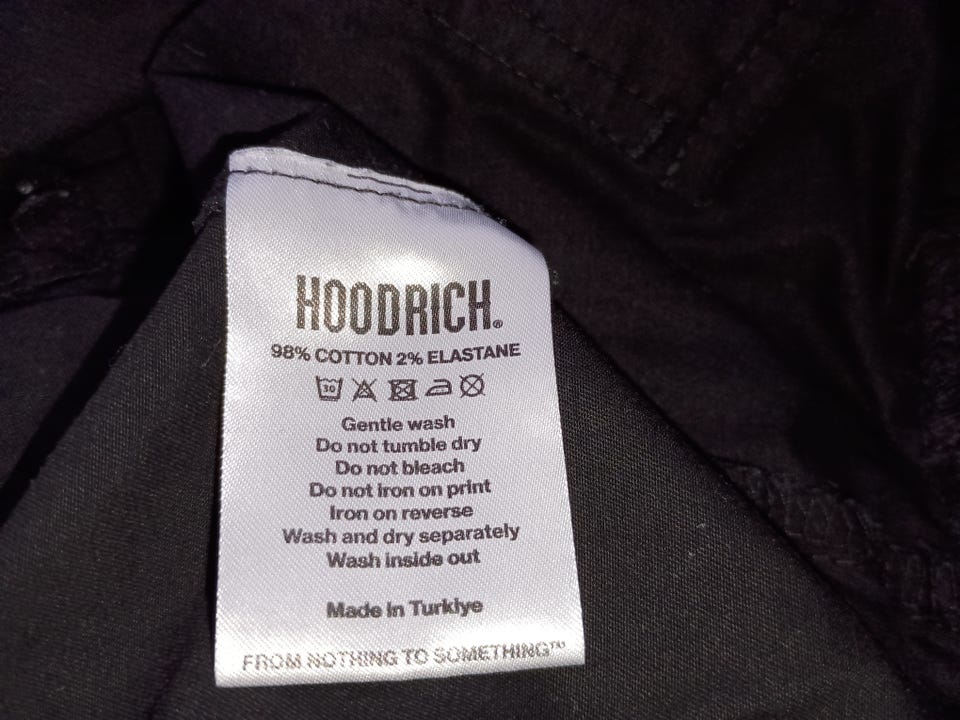 HOODRICH®
98% COTTON 2% ELASTANE
30
Gentle wash
Do not tumble dry
Do not bleach
Do not iron on print
Iron on reverse
Wash and dry separately
Wash inside out
Made in Turkiye
FROM NOTHING TO SOMETHING™